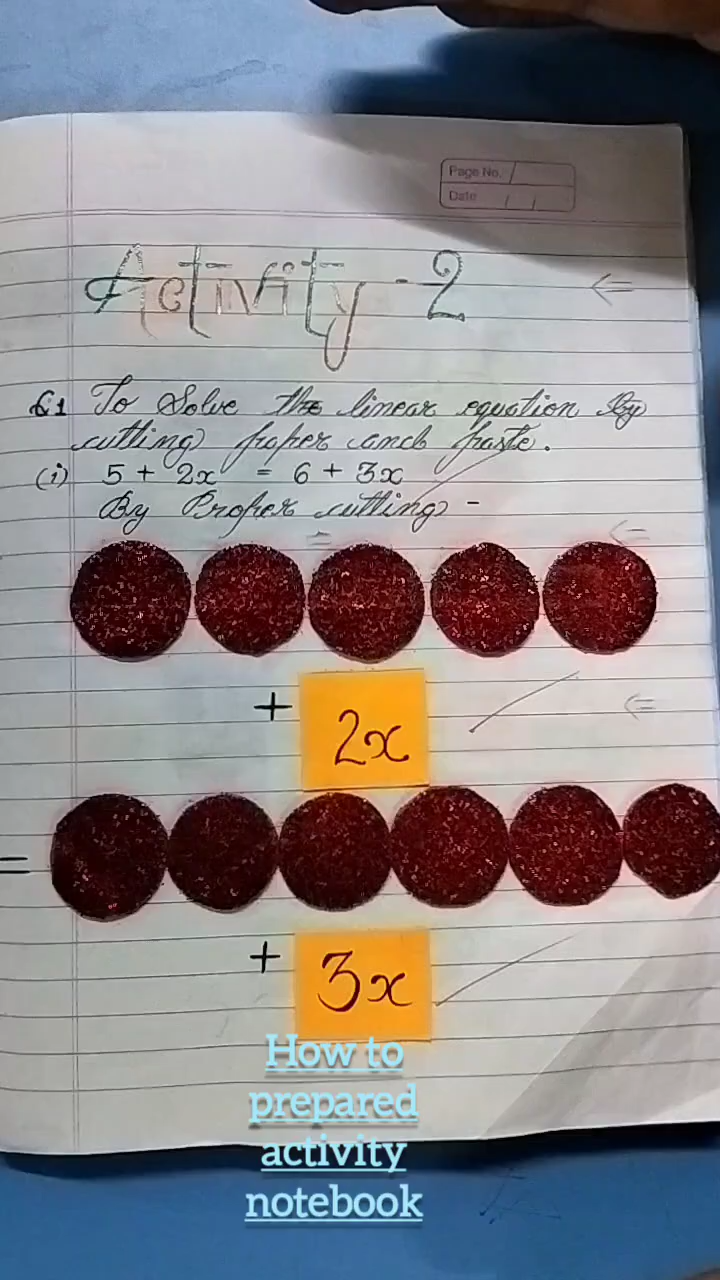 Page No.
Date
Activity - 2
Q1 To Solve the linear equation By
cutting paper and paste.
(i) 5 + 2x = 6 + 3x
By Proper cutting -
+ 2x
=
+ 3x
How to
prepared
activity
notebook